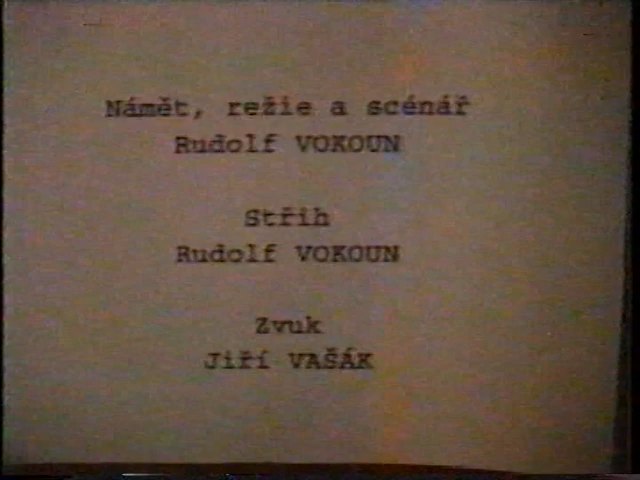 Námět, režie a scénář
Rudolf VOKOUN
Střih
Rudolf VOKOUN
Zvuk
Jiří VAŠÁK